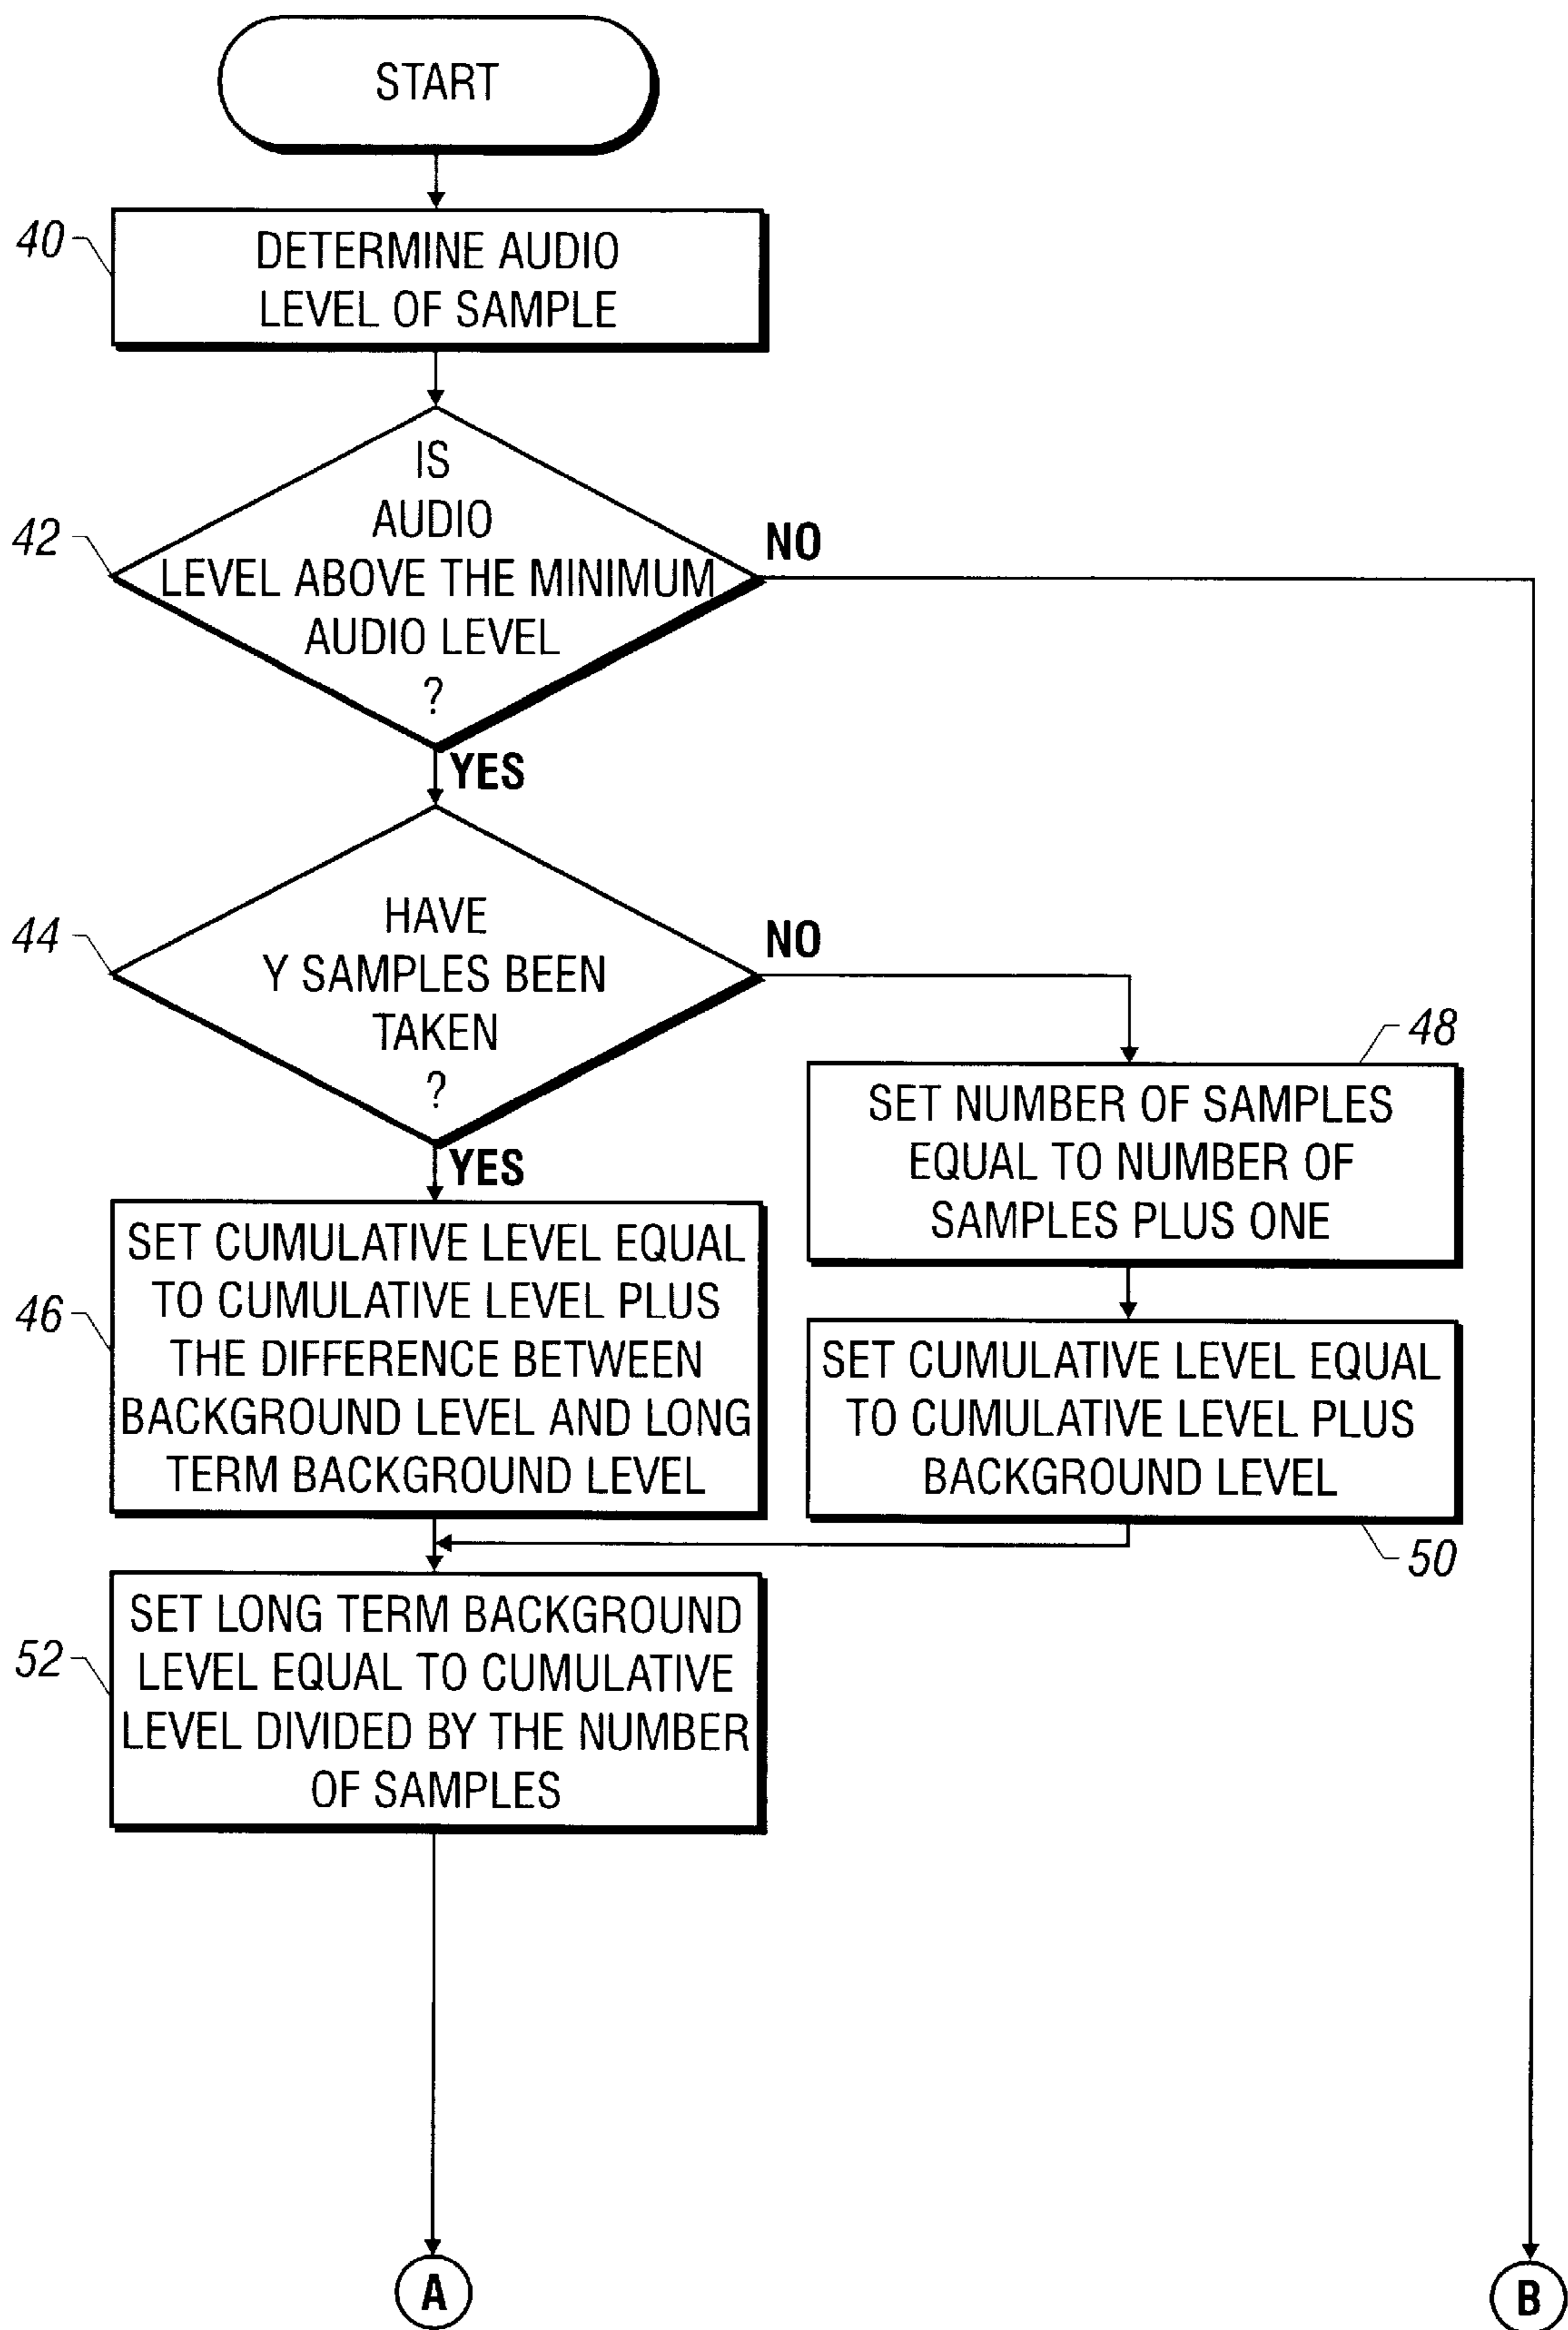 START
40
DETERMINE AUDIO
LEVEL OF SAMPLE
42
IS
AUDIO
LEVEL ABOVE THE MINIMUM
AUDIO LEVEL
?
NO
YES
44
HAVE
Y SAMPLES BEEN
TAKEN
?
NO
YES
48
SET NUMBER OF SAMPLES
EQUAL TO NUMBER OF
SAMPLES PLUS ONE
46
SET CUMULATIVE LEVEL EQUAL
TO CUMULATIVE LEVEL PLUS
THE DIFFERENCE BETWEEN
BACKGROUND LEVEL AND LONG
TERM BACKGROUND LEVEL
SET CUMULATIVE LEVEL EQUAL
TO CUMULATIVE LEVEL PLUS
BACKGROUND LEVEL
50
52
SET LONG TERM BACKGROUND
LEVEL EQUAL TO CUMULATIVE
LEVEL DIVIDED BY THE NUMBER
OF SAMPLES
A
B